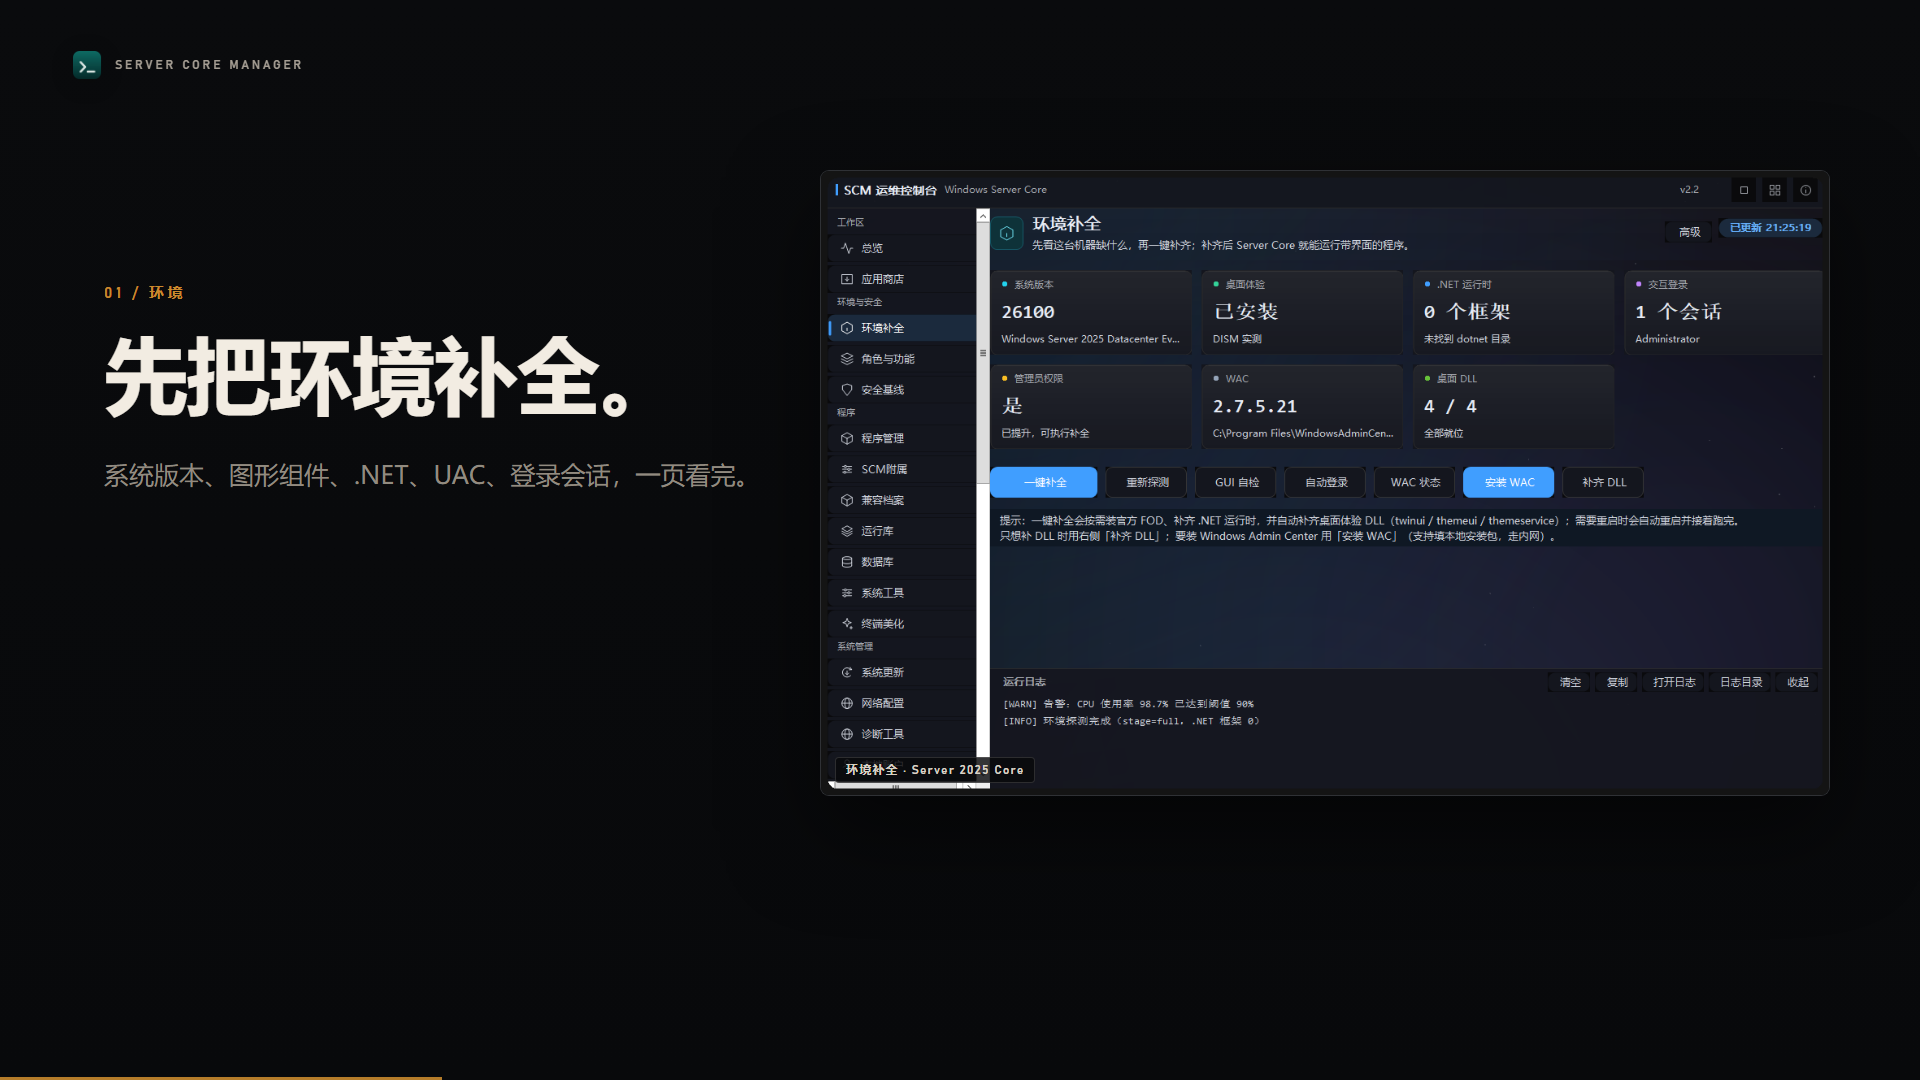 SERVER CORE MANAGER
01 / 环境
先把环境补全。
系统版本、图形组件、.NET、UAC、登录会话，一页看完。
SCM 运维控制台 Windows Server Core
v2.2
工作区
总览
应用商店
环境与安全
环境补全
角色与功能
安全基线
程序
程序管理
SCM附属
兼容档案
运行库
数据库
系统工具
终端美化
系统管理
系统更新
网络配置
诊断工具
环境补全 · Server 2025 Core
环境补全
先看这台机器缺什么，再一键补齐；补齐后 Server Core 就能运行带界面的程序。
高级
已更新 21:25:19
系统版本
26100
Windows Server 2025 Datacenter Ev...
桌面体验
已安装
DISM 实测
.NET 运行时
0 个框架
未找到 dotnet 目录
交互登录
1 个会话
Administrator
管理员权限
是
已提升，可执行补全
WAC
2.7.5.21
C:\Program Files\WindowsAdminCen...
桌面 DLL
4 / 4
全部就位
一键补全
重新探测
GUI 自检
自动登录
WAC 状态
安装 WAC
补齐 DLL
提示：一键补全会按需装官方 FOD、补齐 .NET 运行时，并自动补齐桌面体验 DLL（twinui / themeui / themeservice）；需要重启时会自动重启并接着跑完。
只想补 DLL 时用右侧「补齐 DLL」；要装 Windows Admin Center 用「安装 WAC」（支持填本地安装包，走内网）。
运行日志
清空
复制
打开日志
日志目录
收起
[WARN] 告警：CPU 使用率 98.7% 已达到阈值 90%
[INFO] 环境探测完成（stage=full，.NET 框架 0）